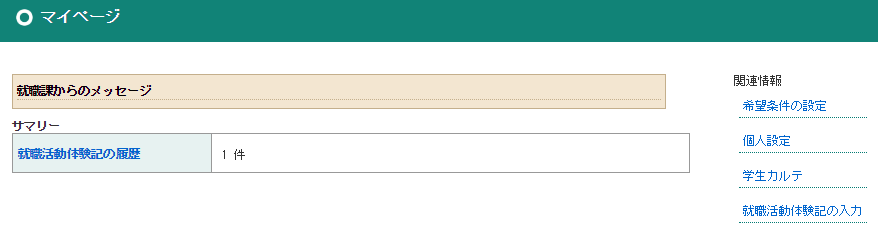 マイページ
就職課からのメッセージ
サマリー
就職活動体験記の履歴 1 件
関連情報
希望条件の設定
個人設定
学生カルテ
就職活動体験記の入力